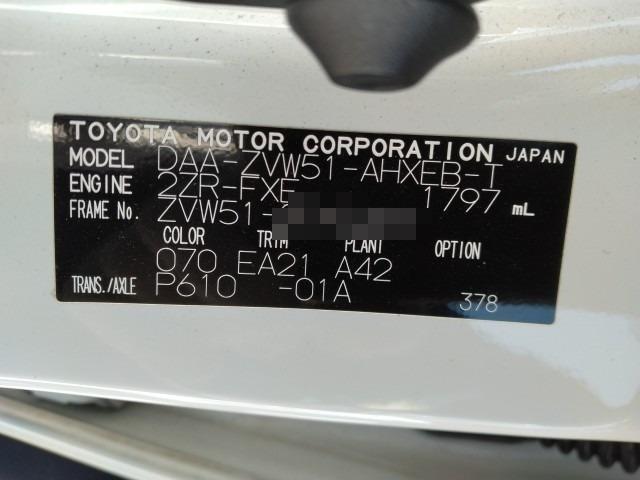 TOYOTA MOTOR CORPORATION JAPAN
MODEL DAA-ZVW51-AHXEB-T
ENGINE 2ZR-FXE 1797 mL
FRAME No. ZVW51-
COLOR TRIM PLANT OPTION
070 EA21 A42
TRANS./AXLE P610 -01A 378